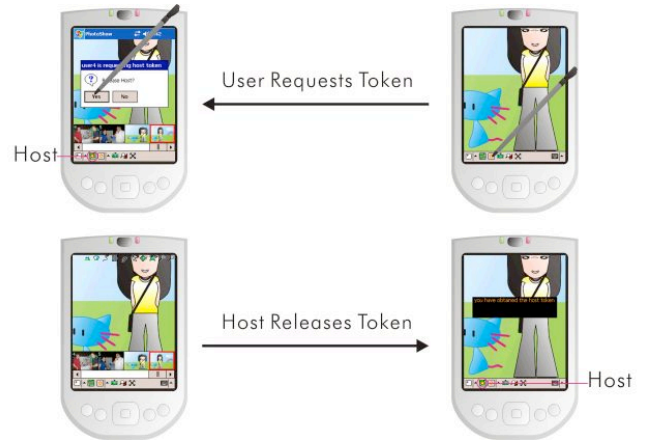 PhotoShow
user4 is requesting host token
Release Host?
Yes No
User Requests Token
Host
Host Releases Token
you have obtained the host token
Host